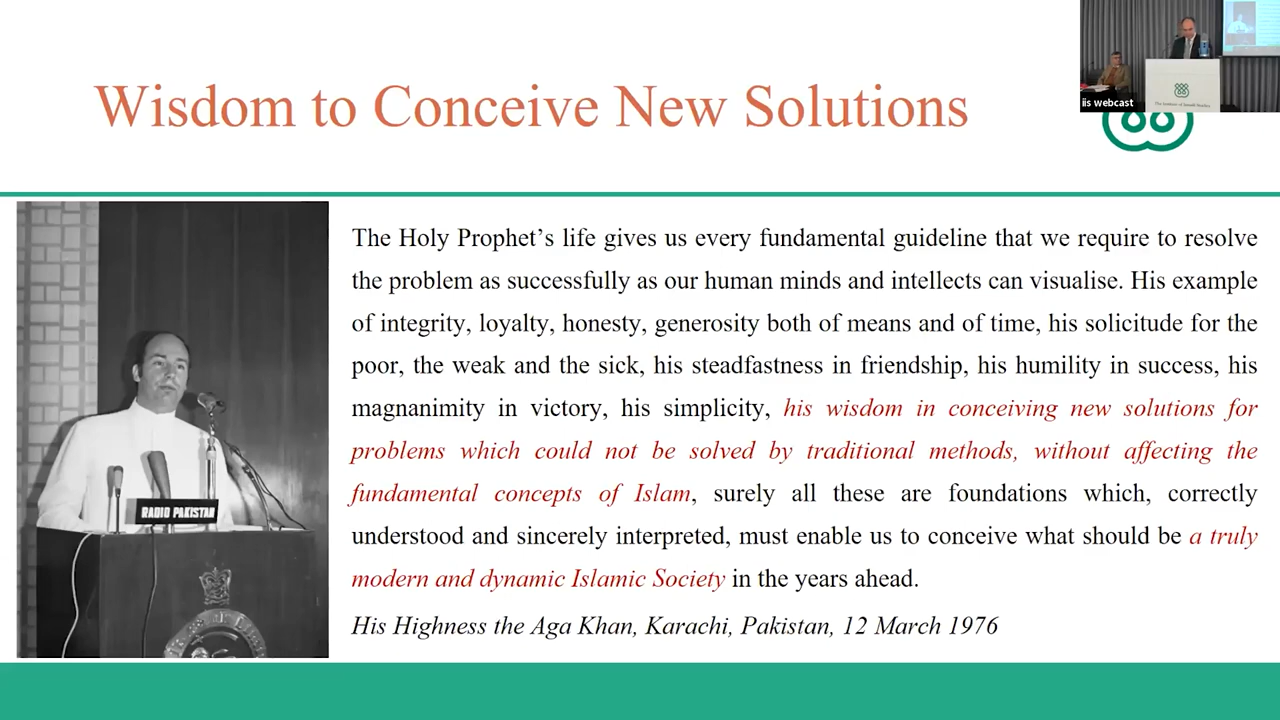 Wisdom to Conceive New Solutions
iis webcast
The Holy Prophet’s life gives us every fundamental guideline that we require to resolve
the problem as successfully as our human minds and intellects can visualise. His example
of integrity, loyalty, honesty, generosity both of means and of time, his solicitude for the
poor, the weak and the sick, his steadfastness in friendship, his humility in success, his
magnanimity in victory, his simplicity, his wisdom in conceiving new solutions for
problems which could not be solved by traditional methods, without affecting the
fundamental concepts of Islam, surely all these are foundations which, correctly
understood and sincerely interpreted, must enable us to conceive what should be a truly
modern and dynamic Islamic Society in the years ahead.
His Highness the Aga Khan, Karachi, Pakistan, 12 March 1976
RADIO PAKISTAN